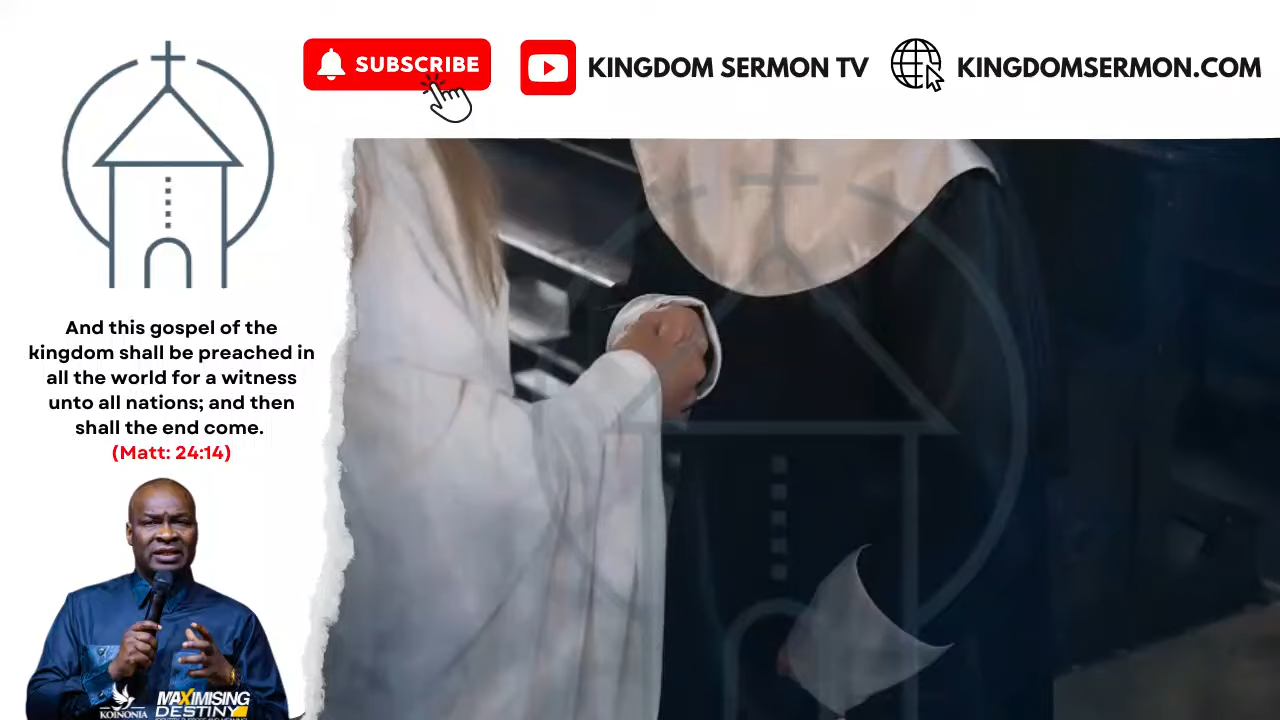 SUBSCRIBE
KINGDOM SERMON TV
KINGDOMSERMON.COM
And this gospel of the
kingdom shall be preached in
all the world for a witness
unto all nations; and then
shall the end come.
(Matt: 24:14)
KOINONIA
MAXIMISING
DESTINY